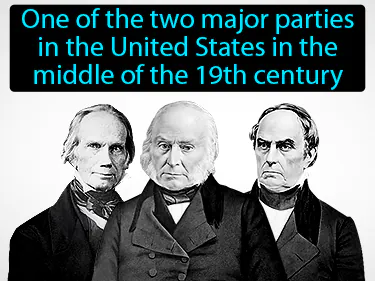 One of the two major parties
in the United States in the
middle of the 19th century